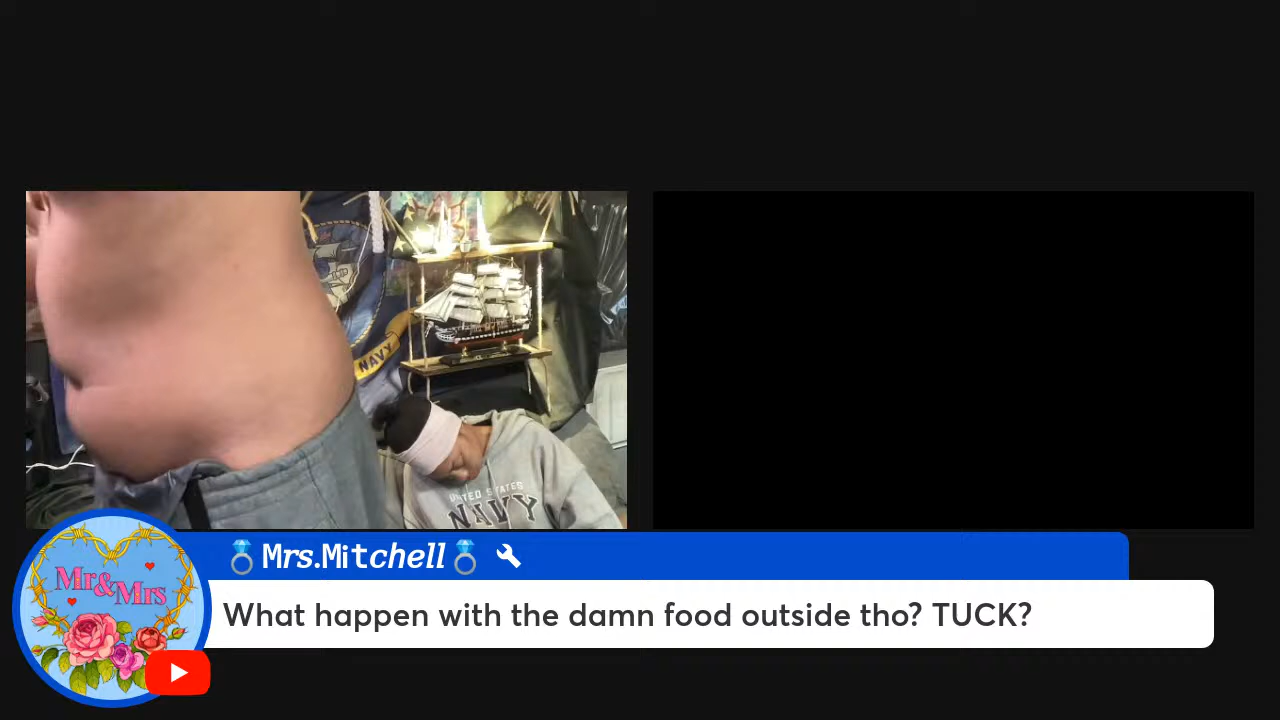 NAVY
UNITED STATES
NAVY
💍Mrs.Mitchell💍
Mr&Mrs
What happen with the damn food outside tho? TUCK?